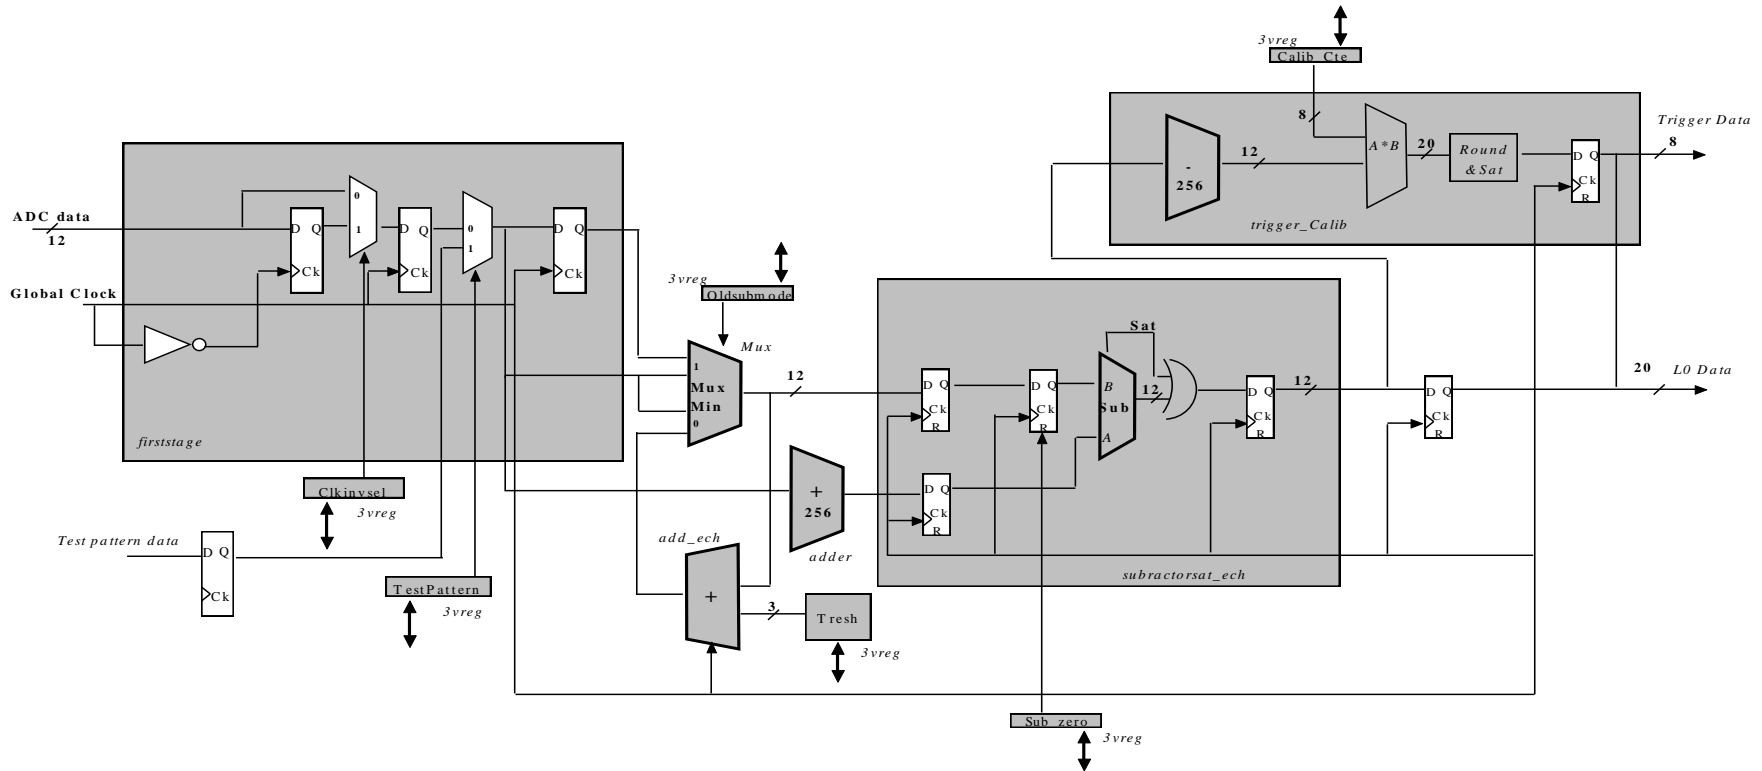 3vreg
Calib_Cte
8
A*B
20
Round
&Sat
D Q
Ck
R
Trigger Data
8
-
256
12
trigger_Calib
ADC data
12
0
1
D Q
Ck
D Q
Ck
0
1
D Q
Ck
Global Clock
firststage
3vreg
Oldsubmode
Mux
1
Mux
Min
0
12
Sat
D Q
Ck
R
D Q
Ck
R
B
Sub
A
12
D Q
Ck
R
12
D Q
Ck
R
20
L0 Data
D Q
Ck
R
subractorsat_ech
+
256
adder
Clkinvsel
3vreg
Test pattern data
D Q
Ck
TestPattern
3vreg
add_ech
+
3
Tresh
3vreg
Sub_zero
3vreg